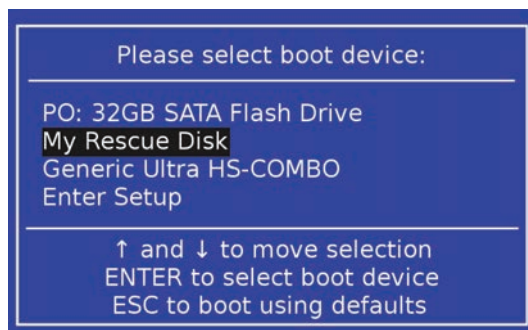 Please select boot device:
PO: 32GB SATA Flash Drive
My Rescue Disk
Generic Ultra HS-COMBO
Enter Setup
↑ and ↓ to move selection
ENTER to select boot device
ESC to boot using defaults